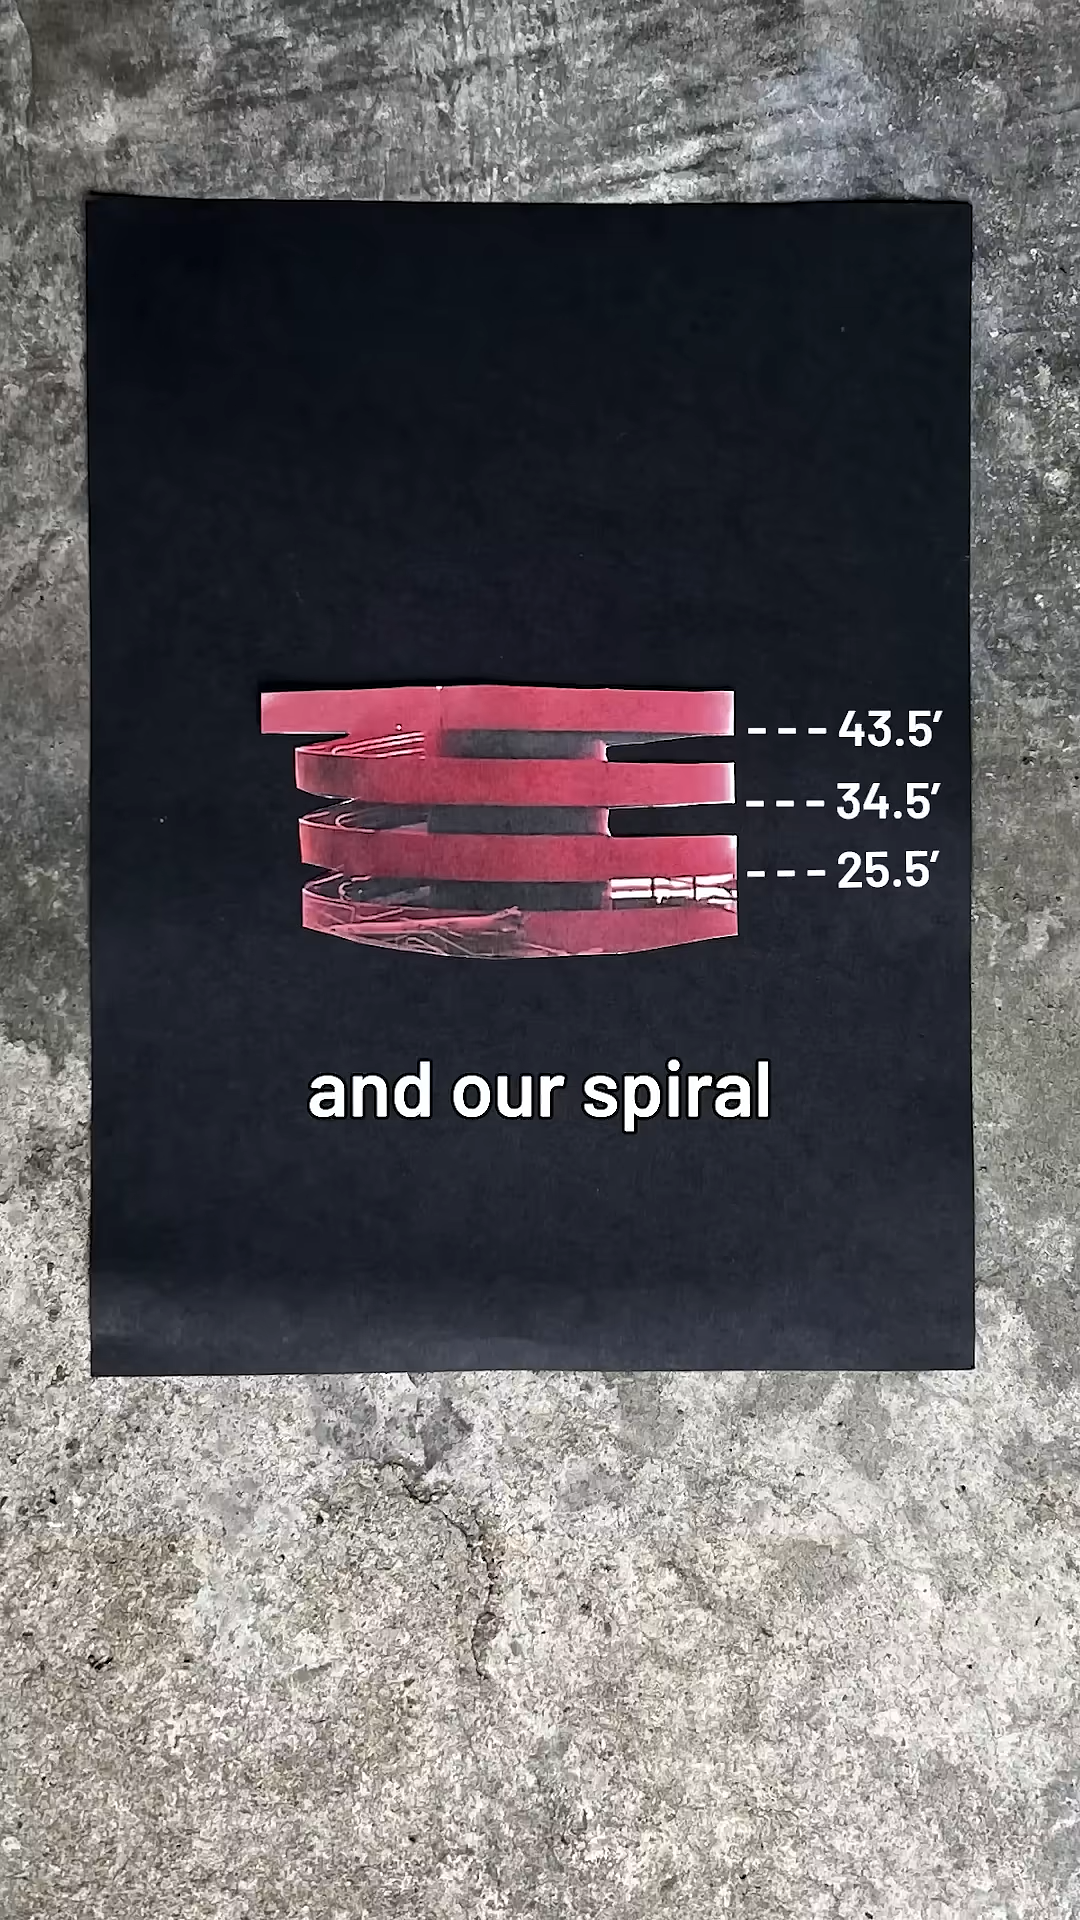 --- 43.5’
--- 34.5’
--- 25.5’
and our spiral